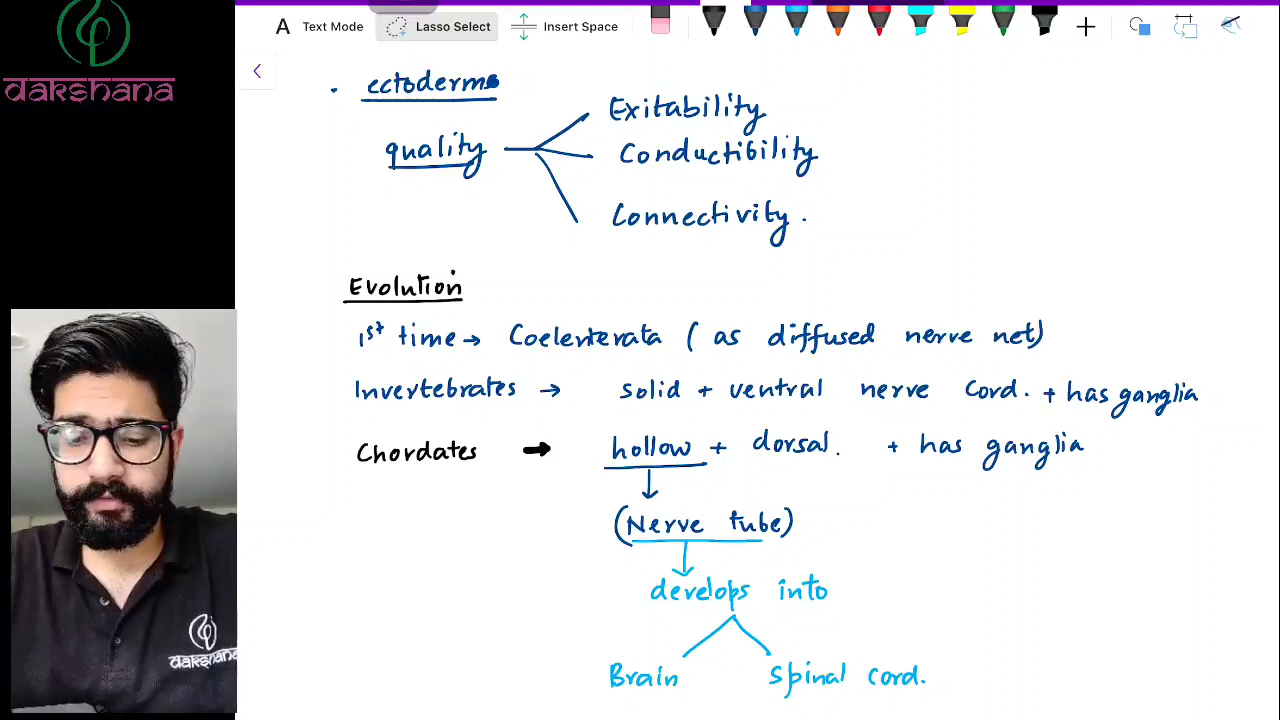 dakshana
Text Mode Lasso Select Insert Space
. ectoderms
quality
Exitability
Conductibility
Connectivity.
Evolution
1st time → Coelenterata ( as diffused nerve net)
Invertebrates → solid + ventral nerve Cord. + has ganglia
Chordates → hollow + dorsal. + has ganglia
(Nerve tube)
develops into
Brain spinal cord.
dakshana